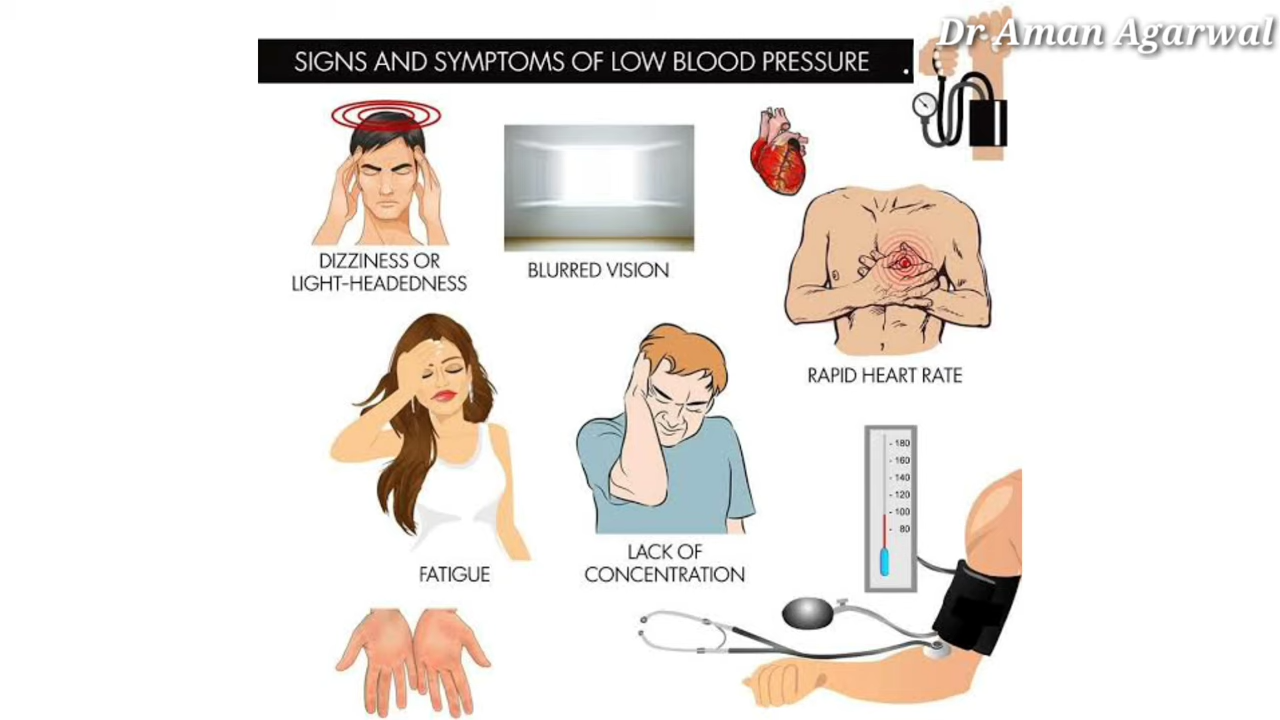 Dr.Aman Agarwal
SIGNS AND SYMPTOMS OF LOW BLOOD PRESSURE .
DIZZINESS OR
LIGHT-HEADEDNESS
BLURRED VISION
RAPID HEART RATE
FATIGUE
LACK OF
CONCENTRATION
- 180
- 160
- 140
- 120
- 100
- 80